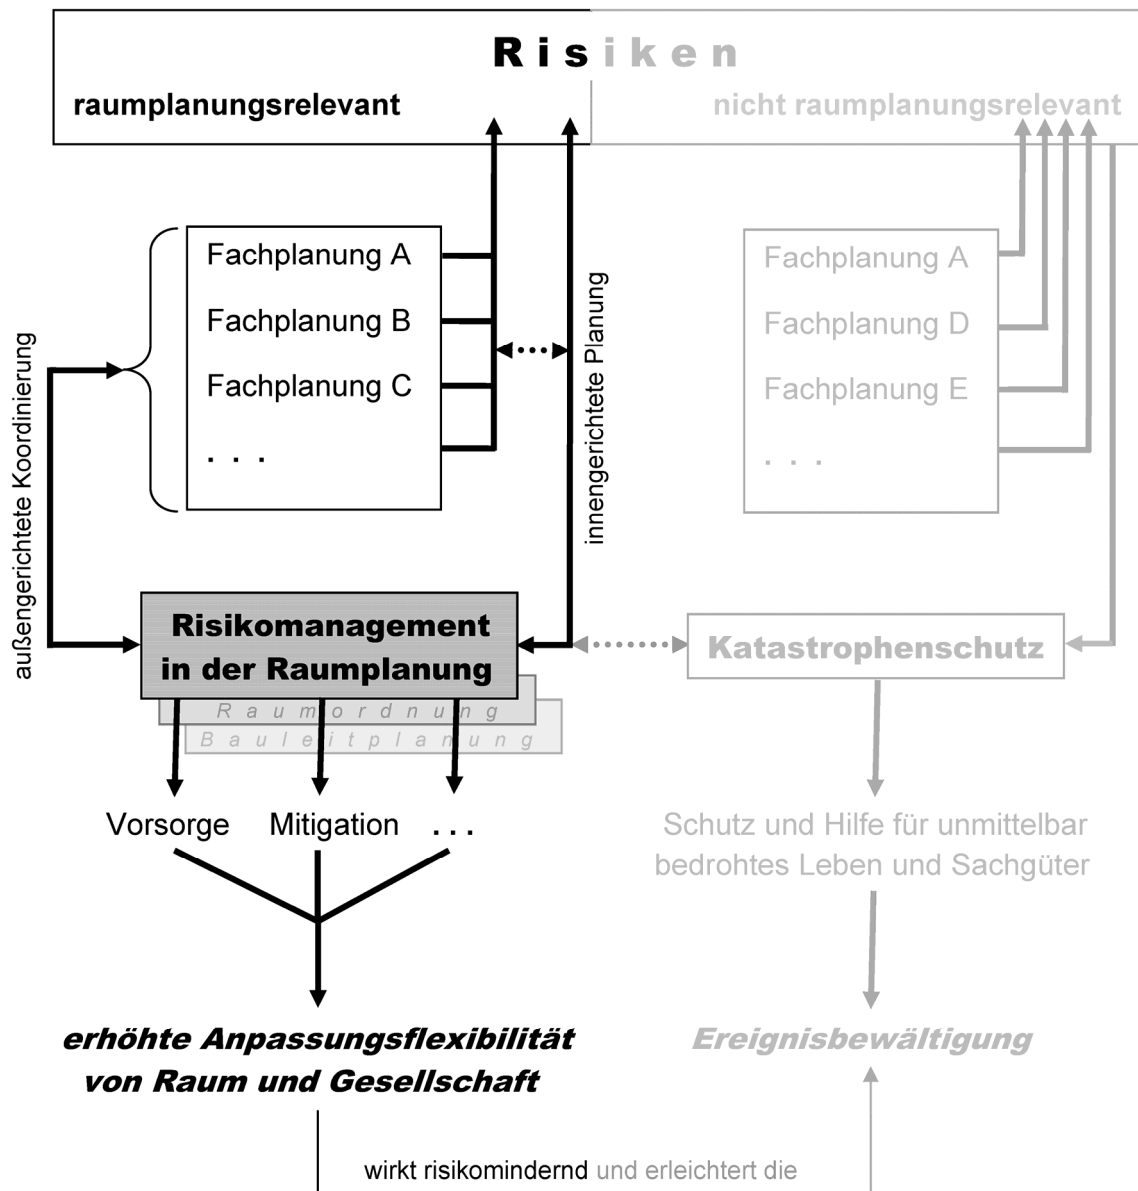 Risiken
raumplanungsrelevant
nicht raumplanungsrelevant
außengerichtete Koordinierung
Fachplanung A
Fachplanung B
Fachplanung C
. . .
innengerichtete Planung
Fachplanung A
Fachplanung D
Fachplanung E
. . .
Risikomanagement
in der Raumplanung
Raumordnung
Bauleitplanung
Katastrophenschutz
Vorsorge
Mitigation
. . .
Schutz und Hilfe für unmittelbar
bedrohtes Leben und Sachgüter
erhöhte Anpassungsflexibilität
von Raum und Gesellschaft
Ereignisbewältigung
wirkt risikomindernd und erleichtert die